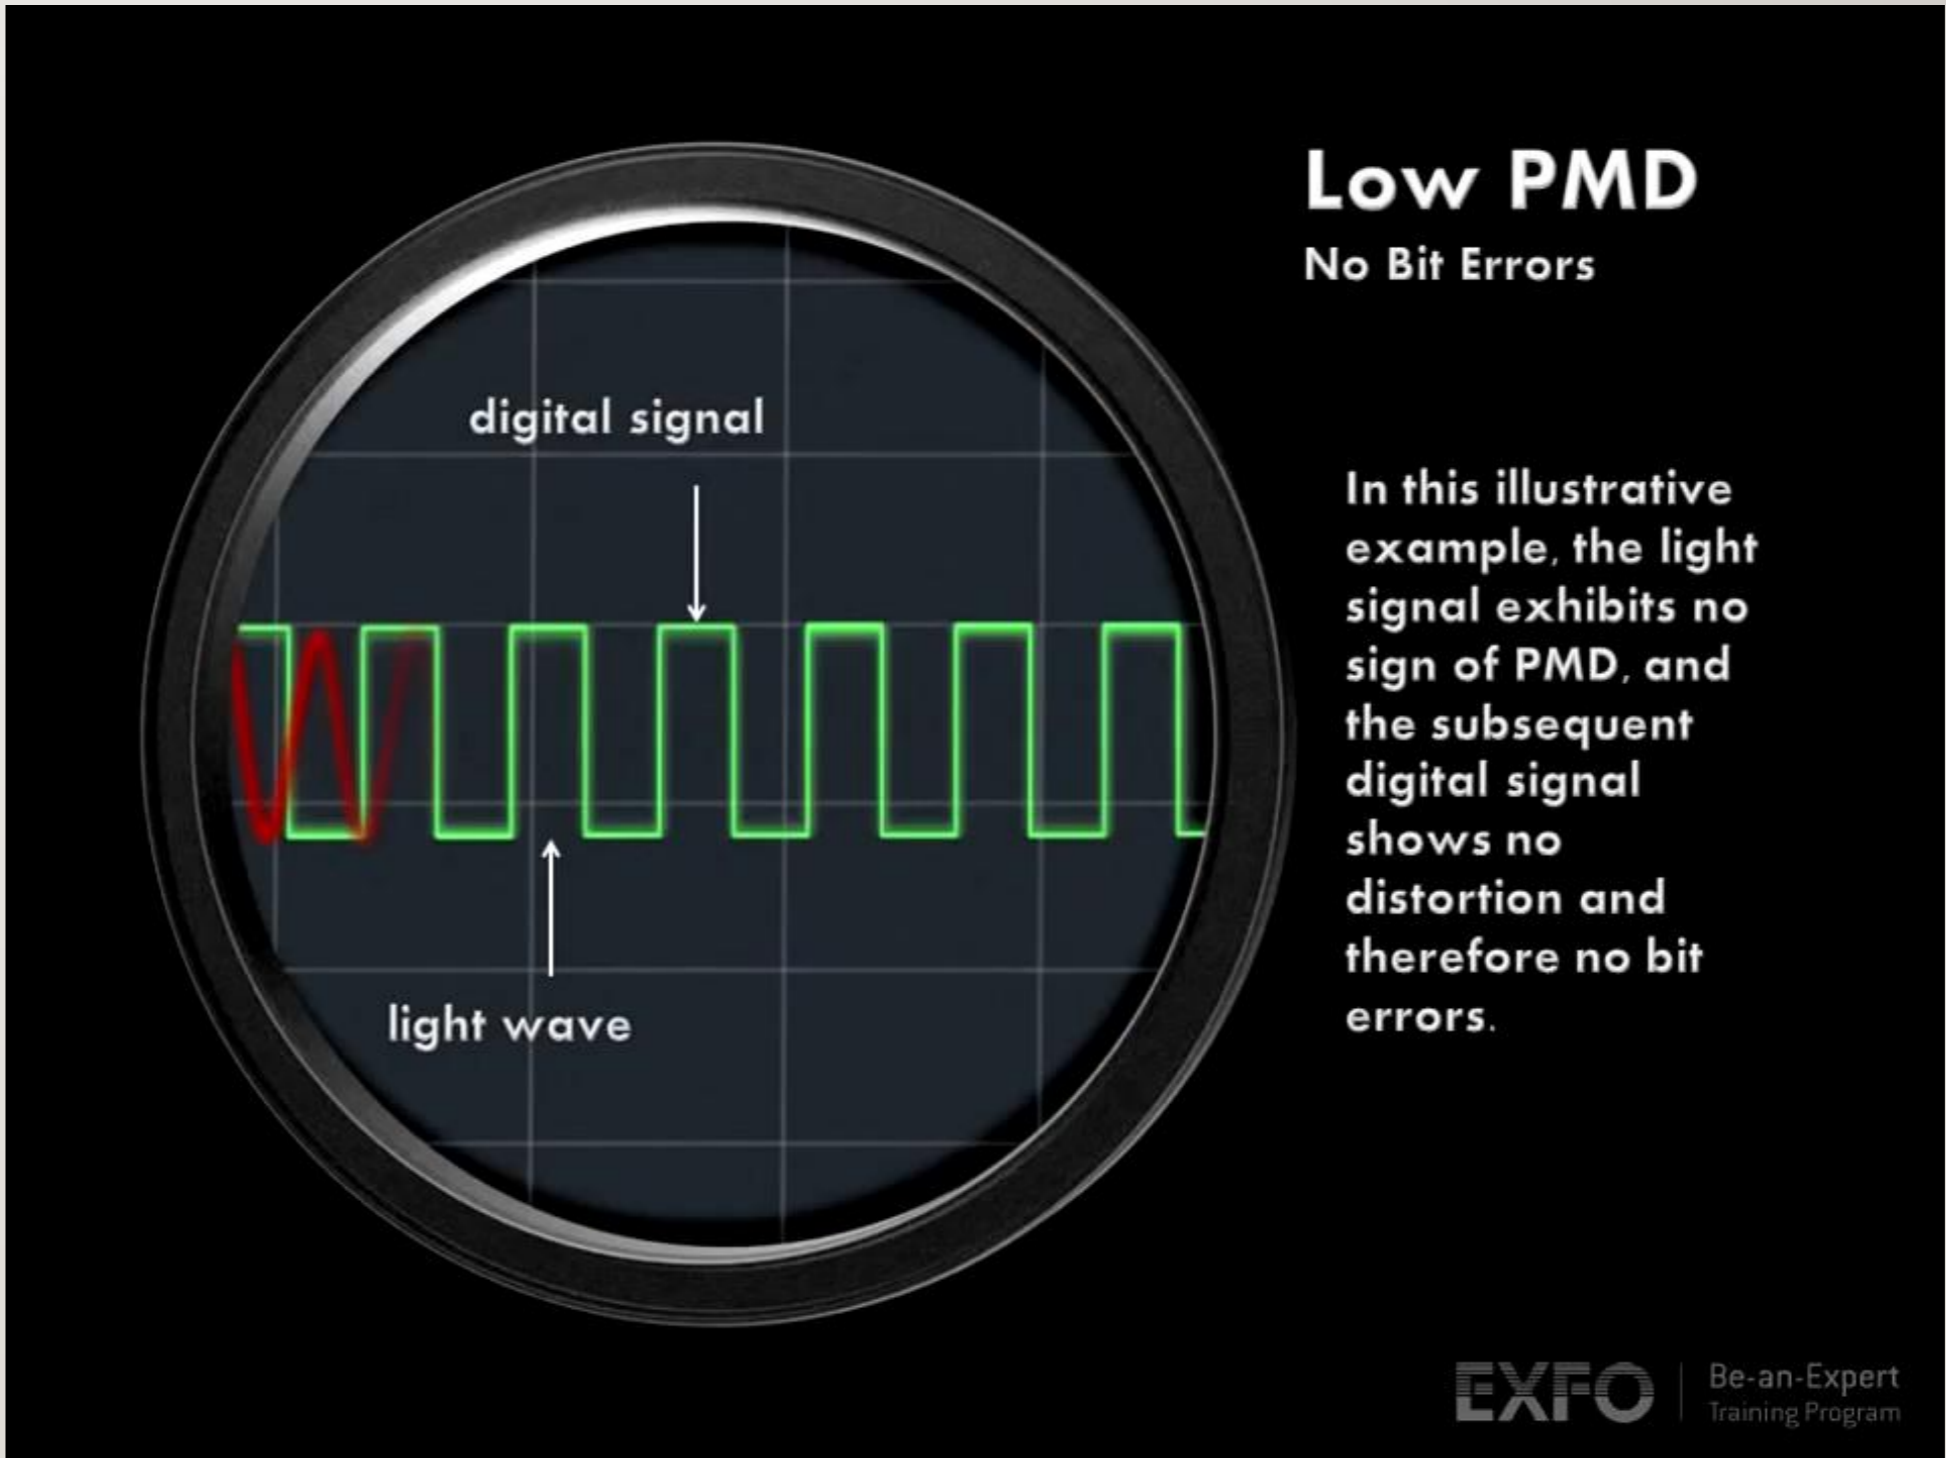 Low PMD
No Bit Errors
digital signal
light wave
In this illustrative
example, the light
signal exhibits no
sign of PMD, and
the subsequent
digital signal
shows no
distortion and
therefore no bit
errors.
EXFO
Be-an-Expert
Training Program